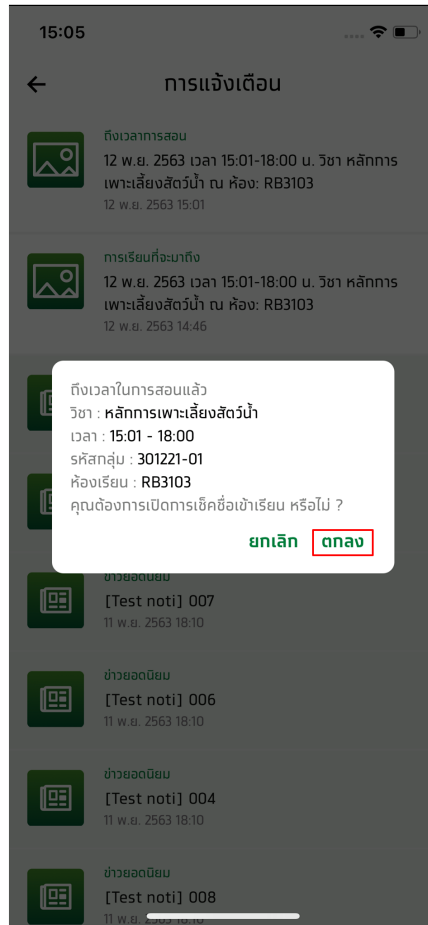 15:05
การแจ้งเตือน
ถึงเวลาการสอน
12 พ.ย. 2563 เวลา 15:01-18:00 น. วิชา หลักการ
เพาะเลี้ยงสัตว์น้ำ ณ ห้อง: RB3103
12 พ.ย. 2563 15:01
การเรียนที่จะมาถึง
12 พ.ย. 2563 เวลา 15:01-18:00 น. วิชา หลักการ
เพาะเลี้ยงสัตว์น้ำ ณ ห้อง: RB3103
12 พ.ย. 2563 14:46
ถึงเวลาในการสอนแล้ว
วิชา : หลักการเพาะเลี้ยงสัตว์น้ำ
เวลา : 15:01 - 18:00
รหัสกลุ่ม : 301221-01
ห้องเรียน : RB3103
คุณต้องการเปิดการเช็คชื่อเข้าเรียน หรือไม่ ?
ยกเลิก ตกลง
ข่าวยอดนิยม
[Test noti] 007
11 พ.ย. 2563 18:10
ข่าวยอดนิยม
[Test noti] 006
11 พ.ย. 2563 18:10
ข่าวยอดนิยม
[Test noti] 004
11 พ.ย. 2563 18:10
ข่าวยอดนิยม
[Test noti] 008
11 พ.ย. 2563 18:10